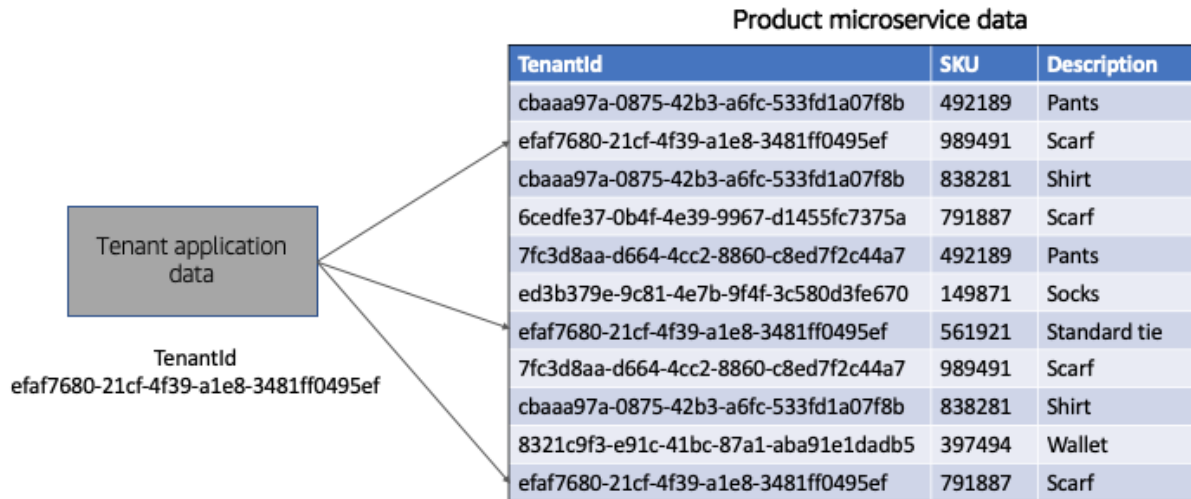 Product microservice data
TenantId SKU Description
cbaaa97a-0875-42b3-a6fc-533fd1a07f8b 492189 Pants
efaf7680-21cf-4f39-a1e8-3481ff0495ef 989491 Scarf
cbaaa97a-0875-42b3-a6fc-533fd1a07f8b 838281 Shirt
6cedfe37-0b4f-4e39-9967-d1455fc7375a 791887 Scarf
7fc3d8aa-d664-4cc2-8860-c8ed7f2c44a7 492189 Pants
ed3b379e-9c81-4e7b-9f4f-3c580d3fe670 149871 Socks
efaf7680-21cf-4f39-a1e8-3481ff0495ef 561921 Standard tie
7fc3d8aa-d664-4cc2-8860-c8ed7f2c44a7 989491 Scarf
cbaaa97a-0875-42b3-a6fc-533fd1a07f8b 838281 Shirt
8321c9f3-e91c-41bc-87a1-aba91e1dadb5 397494 Wallet
efaf7680-21cf-4f39-a1e8-3481ff0495ef 791887 Scarf
Tenant application
data
TenantId
efaf7680-21cf-4f39-a1e8-3481ff0495ef